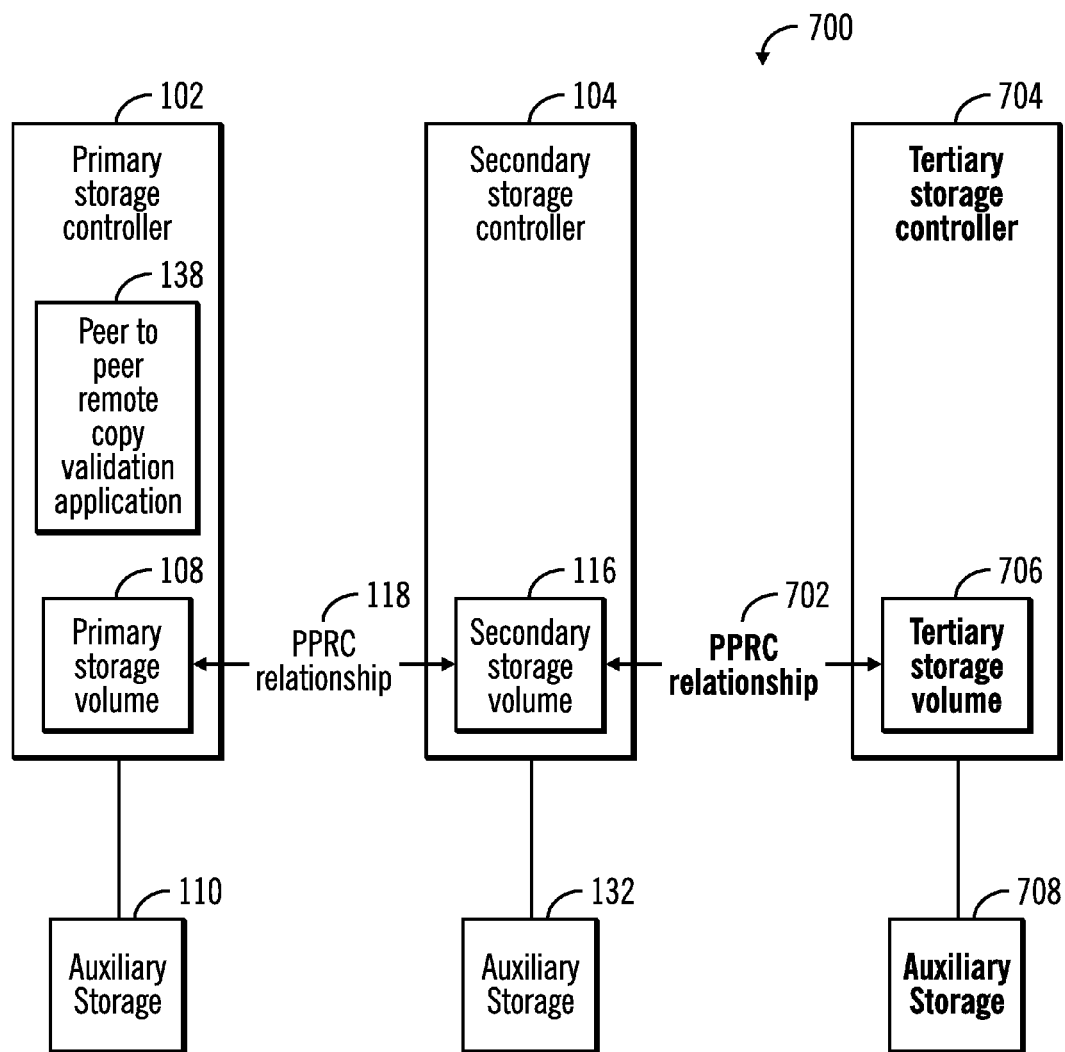 700
102
Primary
storage
controller
138
Peer to
peer
remote
copy
validation
application
108
Primary
storage
volume
118
PPRC
relationship
104
Secondary
storage
controller
116
Secondary
storage
volume
702
PPRC
relationship
704
Tertiary
storage
controller
706
Tertiary
storage
volume
110
Auxiliary
Storage
132
Auxiliary
Storage
708
Auxiliary
Storage